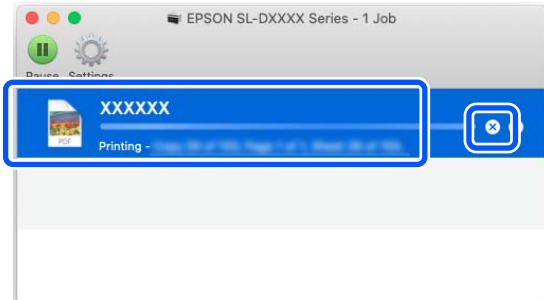 EPSON SL-DXXXX Series - 1 Job
Pause Settings
XXXXXX
PDF
Printing -